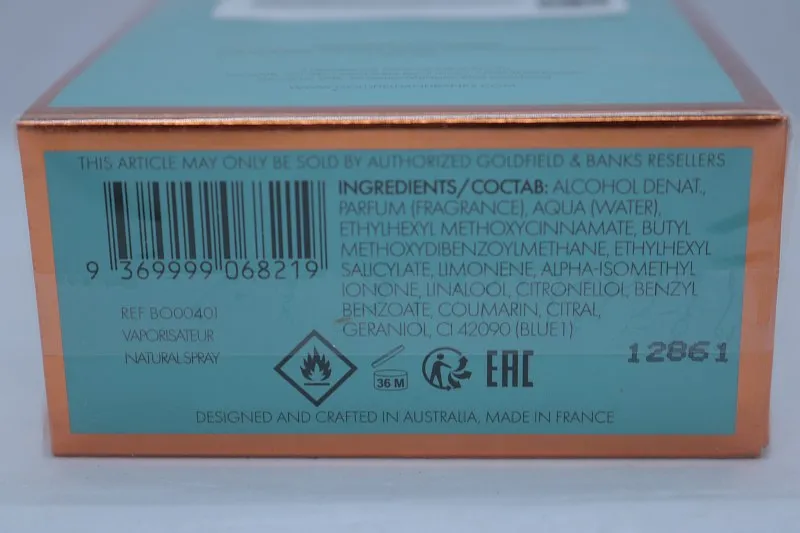 THIS ARTICLE MAY ONLY BE SOLD BY AUTHORIZED GOLDFIELD & BANKS RESELLERS
INGREDIENTS/СОСТАВ: ALCOHOL DENAT.,
PARFUM (FRAGRANCE), AQUA (WATER),
ETHYLHEXYL METHOXYCINNAMATE, BUTYL
METHOXYDIBENZOYLMETHANE, ETHYLHEXYL
SALICYLATE, LIMONENE, ALPHA-ISOMETHYL
IONONE, LINALOOL, CITRONELLOL, BENZYL
BENZOATE, COUMARIN, CITRAL,
GERANIOL, CI 42090 (BLUE1)
9 369999 068219
REF BO00401
VAPORISATEUR
NATURAL SPRAY
36 M
EAC
12861
DESIGNED AND CRAFTED IN AUSTRALIA, MADE IN FRANCE